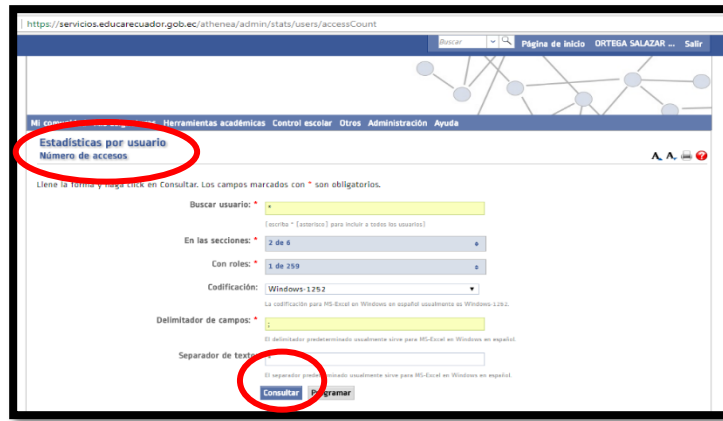 https://servicios.educarecuador.gob.ec/athenea/admin/stats/users/accessCount
Buscar Página de inicio ORTEGA SALAZAR ... Salir
Mi Herramientas académicas Control escolar Otros Administración Ayuda
Estadísticas por usuario
Número de accesos
A A
Llene la forma y haga click en Consultar. Los campos marcados con * son obligatorios.
Buscar usuario: * *
[escriba * (asterisco) para incluir a todos los usuarios]
En las secciones: * 2 de 6
Con roles: * 1 de 259
Codificación: Windows-1252
La codificación para MS-Excel en Windows en español usualmente es Windows-1252.
Delimitador de campos: * ;
El delimitador predeterminado usualmente sirve para MS-Excel en Windows en español.
Separador de texto:
El separador predeterminado usualmente sirve para MS-Excel en Windows en español.
Consultar Programar